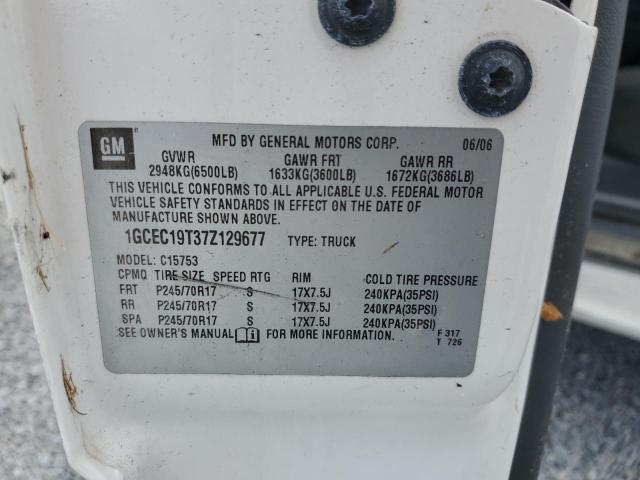 GM
MFD BY GENERAL MOTORS CORP. 06/06
GVWR GAWR FRT GAWR RR
2948KG(6500LB) 1633KG(3600LB) 1672KG(3686LB)
THIS VEHICLE CONFORMS TO ALL APPLICABLE U.S. FEDERAL MOTOR
VEHICLE SAFETY STANDARDS IN EFFECT ON THE DATE OF
MANUFACTURE SHOWN ABOVE.
1GCEC19T37Z129677 TYPE: TRUCK
MODEL: C15753
CPMQ TIRE SIZE SPEED RTG RIM COLD TIRE PRESSURE
FRT P245/70R17 S 17X7.5J 240KPA(35PSI)
RR P245/70R17 S 17X7.5J 240KPA(35PSI)
SPA P245/70R17 S 17X7.5J 240KPA(35PSI)
SEE OWNER'S MANUAL FOR MORE INFORMATION. F 317
T 726